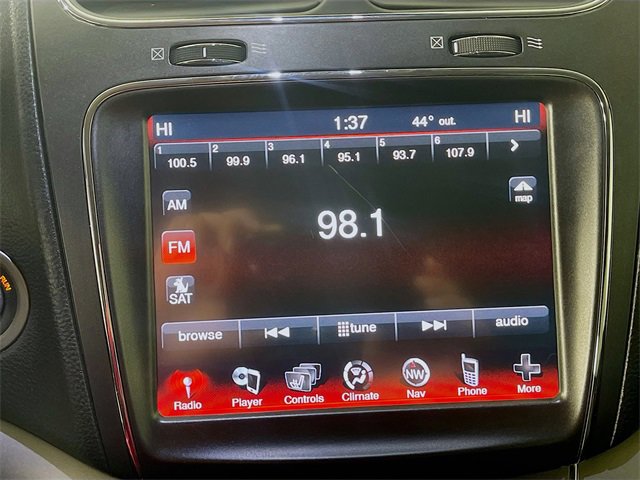 HI 1:37 44° out. HI
1 100.5 2 99.9 3 96.1 4 95.1 5 93.7 6 107.9
AM
map
98.1
FM
SAT
browse tune audio
NW
Radio Player Controls Climate Nav Phone More
RUN